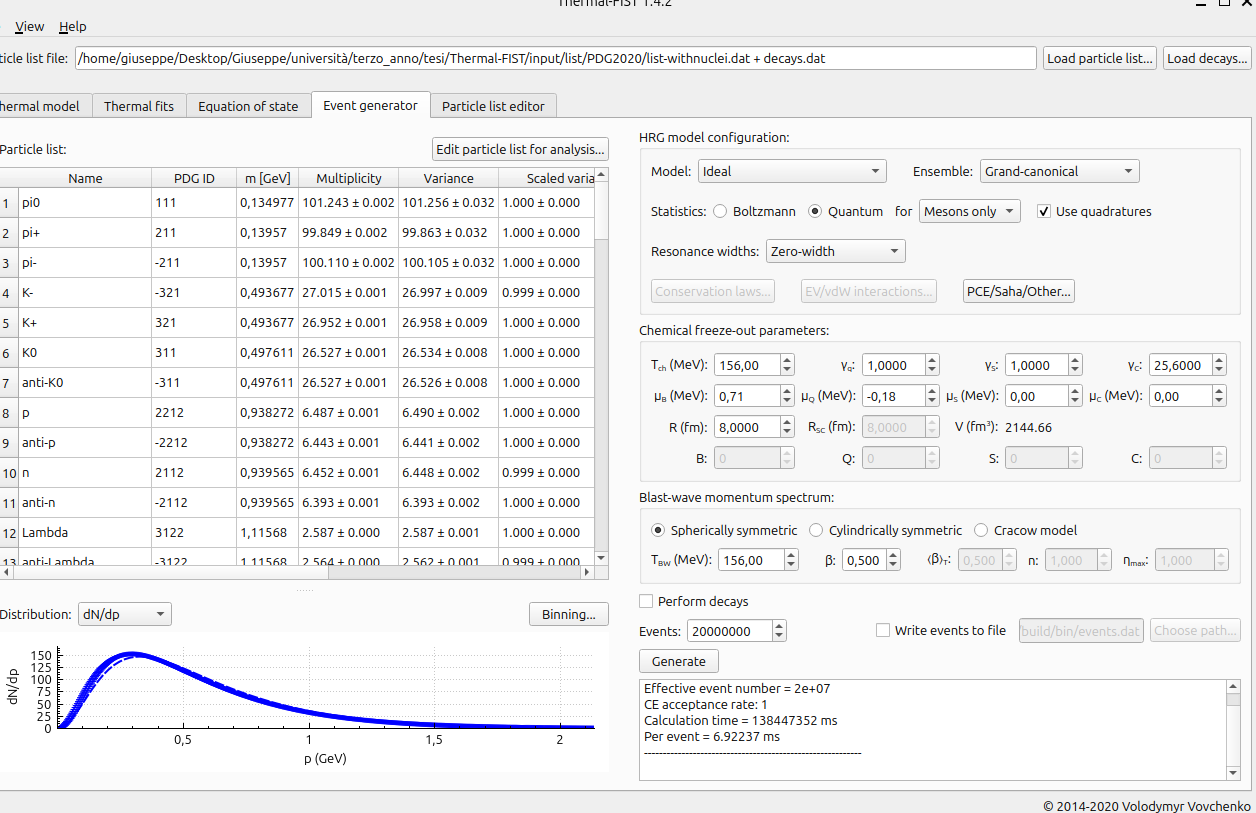 Thermal-FIST 1.4.2
View Help
ticle list file: /home/giuseppe/Desktop/Giuseppe/università/terzo_anno/tesi/Thermal-FIST/input/list/PDG2020/list-withnuclei.dat + decays.dat Load particle list... Load decays...
hermal model Thermal fits Equation of state Event generator Particle list editor
Particle list: Edit particle list for analysis...
Name PDG ID m [GeV] Multiplicity Variance Scaled varia
1 pi0 111 0,134977 101.243 ± 0.002 101.256 ± 0.032 1.000 ± 0.000
2 pi+ 211 0,13957 99.849 ± 0.002 99.863 ± 0.032 1.000 ± 0.000
3 pi- -211 0,13957 100.110 ± 0.002 100.105 ± 0.032 1.000 ± 0.000
4 K- -321 0,493677 27.015 ± 0.001 26.997 ± 0.009 0.999 ± 0.000
5 K+ 321 0,493677 26.952 ± 0.001 26.958 ± 0.009 1.000 ± 0.000
6 K0 311 0,497611 26.527 ± 0.001 26.534 ± 0.008 1.000 ± 0.000
7 anti-K0 -311 0,497611 26.527 ± 0.001 26.526 ± 0.008 1.000 ± 0.000
8 p 2212 0,938272 6.487 ± 0.001 6.490 ± 0.002 1.000 ± 0.000
9 anti-p -2212 0,938272 6.443 ± 0.001 6.441 ± 0.002 1.000 ± 0.000
10 n 2112 0,939565 6.452 ± 0.001 6.448 ± 0.002 0.999 ± 0.000
11 anti-n -2112 0,939565 6.393 ± 0.001 6.393 ± 0.002 1.000 ± 0.000
12 Lambda 3122 1,11568 2.587 ± 0.000 2.587 ± 0.001 1.000 ± 0.000
13 anti-Lambda -3122 1,11568 2.564 ± 0.000 2.562 ± 0.001 0.999 ± 0.000
Distribution: dN/dp Binning...
dN/dp
150
125
100
75
50
25
0
0,5 1 1,5 2
p (GeV)
HRG model configuration:
Model: Ideal Ensemble: Grand-canonical
Statistics: Boltzmann Quantum for Mesons only Use quadratures
Resonance widths: Zero-width
Conservation laws... EV/vdW interactions... PCE/Saha/Other...
Chemical freeze-out parameters:
Tch (MeV): 156,00 γq: 1,0000 γS: 1,0000 γC: 25,6000
μB (MeV): 0,71 μQ (MeV): -0,18 μS (MeV): 0,00 μC (MeV): 0,00
R (fm): 8,0000 RSC (fm): 8,0000 V (fm³): 2144.66
B: 0 Q: 0 S: 0 C: 0
Blast-wave momentum spectrum:
Spherically symmetric Cylindrically symmetric Cracow model
TBW (MeV): 156,00 β: 0,500 ⟨β⟩T: 0,500 n: 1,000 ηmax: 1,000
Perform decays
Events: 20000000 Write events to file build/bin/events.dat Choose path...
Generate
Effective event number = 2e+07
CE acceptance rate: 1
Calculation time = 138447352 ms
Per event = 6.92237 ms
----------------------------------------------------------
© 2014-2020 Volodymyr Vovchenko